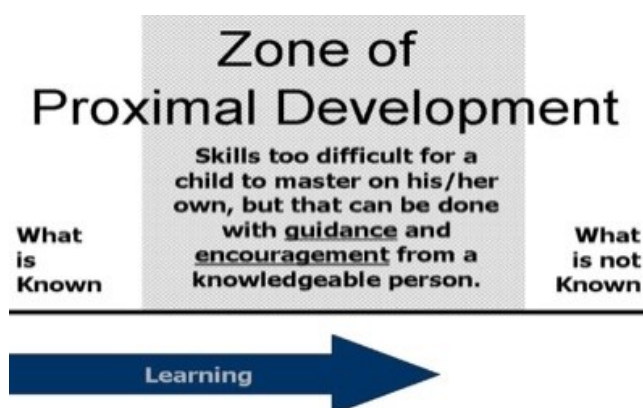 Zone of
Proximal Development
Skills too difficult for a
child to master on his/her
own, but that can be done
with guidance and
encouragement from a
knowledgeable person.
What
is
Known
What
is not
Known
Learning